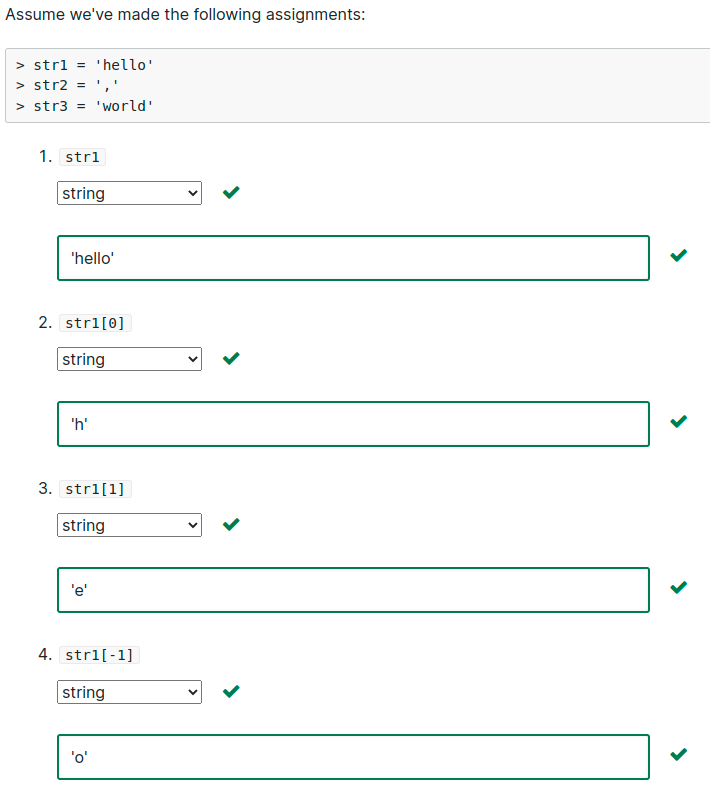 Assume we've made the following assignments:
> str1 = 'hello'
> str2 = ','
> str3 = 'world'
1. str1
string
'hello'
2. str1[0]
string
'h'
3. str1[1]
string
'e'
4. str1[-1]
string
'o'